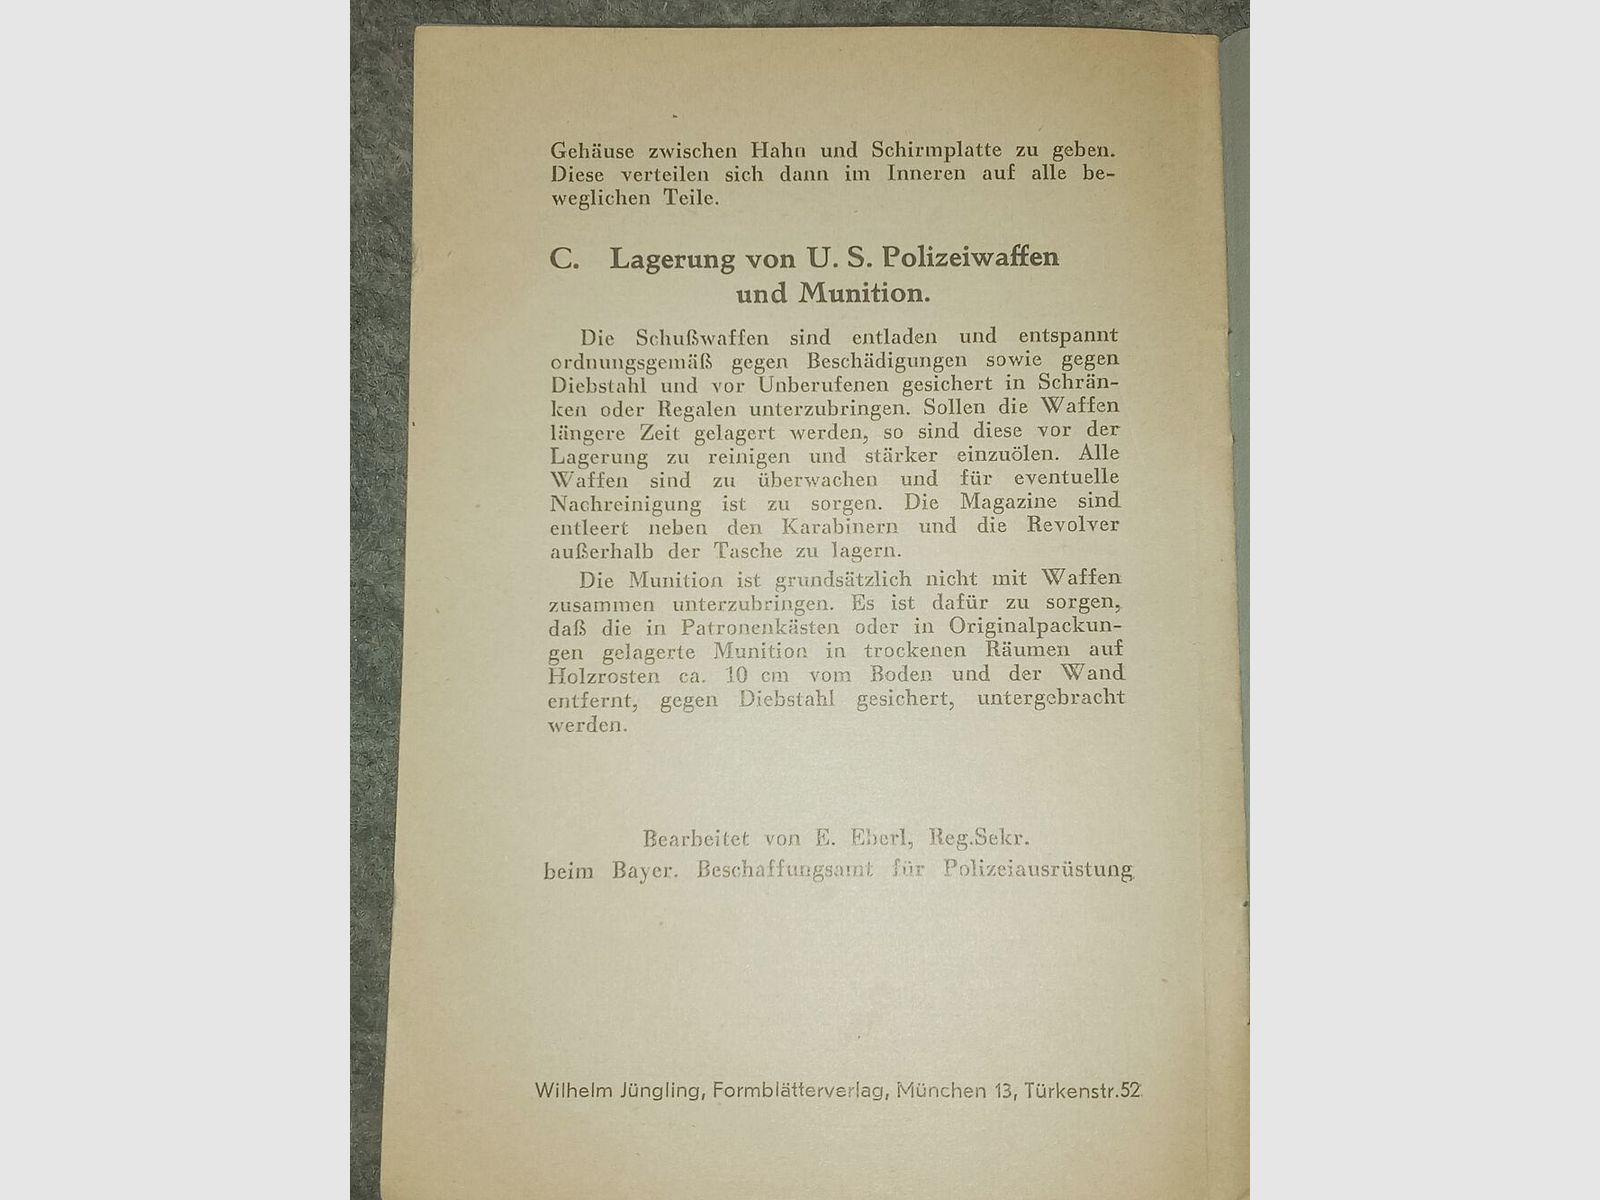 Gehäuse zwischen Hahn und Schirmplatte zu geben.
Diese verteilen sich dann im Inneren auf alle be-
weglichen Teile.
C. Lagerung von U. S. Polizeiwaffen
und Munition.
Die Schußwaffen sind entladen und entspannt
ordnungsgemäß gegen Beschädigungen sowie gegen
Diebstahl und vor Unberufenen gesichert in Schrän-
ken oder Regalen unterzubringen. Sollen die Waffen
längere Zeit gelagert werden, so sind diese vor der
Lagerung zu reinigen und stärker einzuölen. Alle
Waffen sind zu überwachen und für eventuelle
Nachreinigung ist zu sorgen. Die Magazine sind
entleert neben den Karabinern und die Revolver
außerhalb der Tasche zu lagern.
Die Munition ist grundsätzlich nicht mit Waffen
zusammen unterzubringen. Es ist dafür zu sorgen,
daß die in Patronenkästen oder in Originalpackun-
gen gelagerte Munition in trockenen Räumen auf
Holzrosten ca. 10 cm vom Boden und der Wand
entfernt, gegen Diebstahl gesichert, untergebracht
werden.
Bearbeitet von E. Eberl, Reg.Sekr.
beim Bayer. Beschaffungsamt für Polizeiausrüstung
Wilhelm Jüngling, Formblätterverlag, München 13, Türkenstr.52